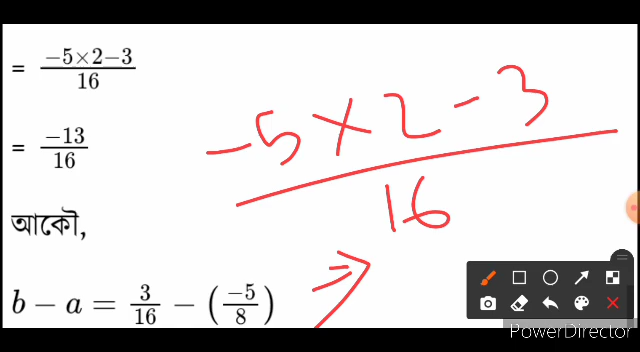 = −5×2−3/16
= −13/16
আকৌ,
b − a = 3/16 − (−5/8)
−5×2−3
16
PowerDirector